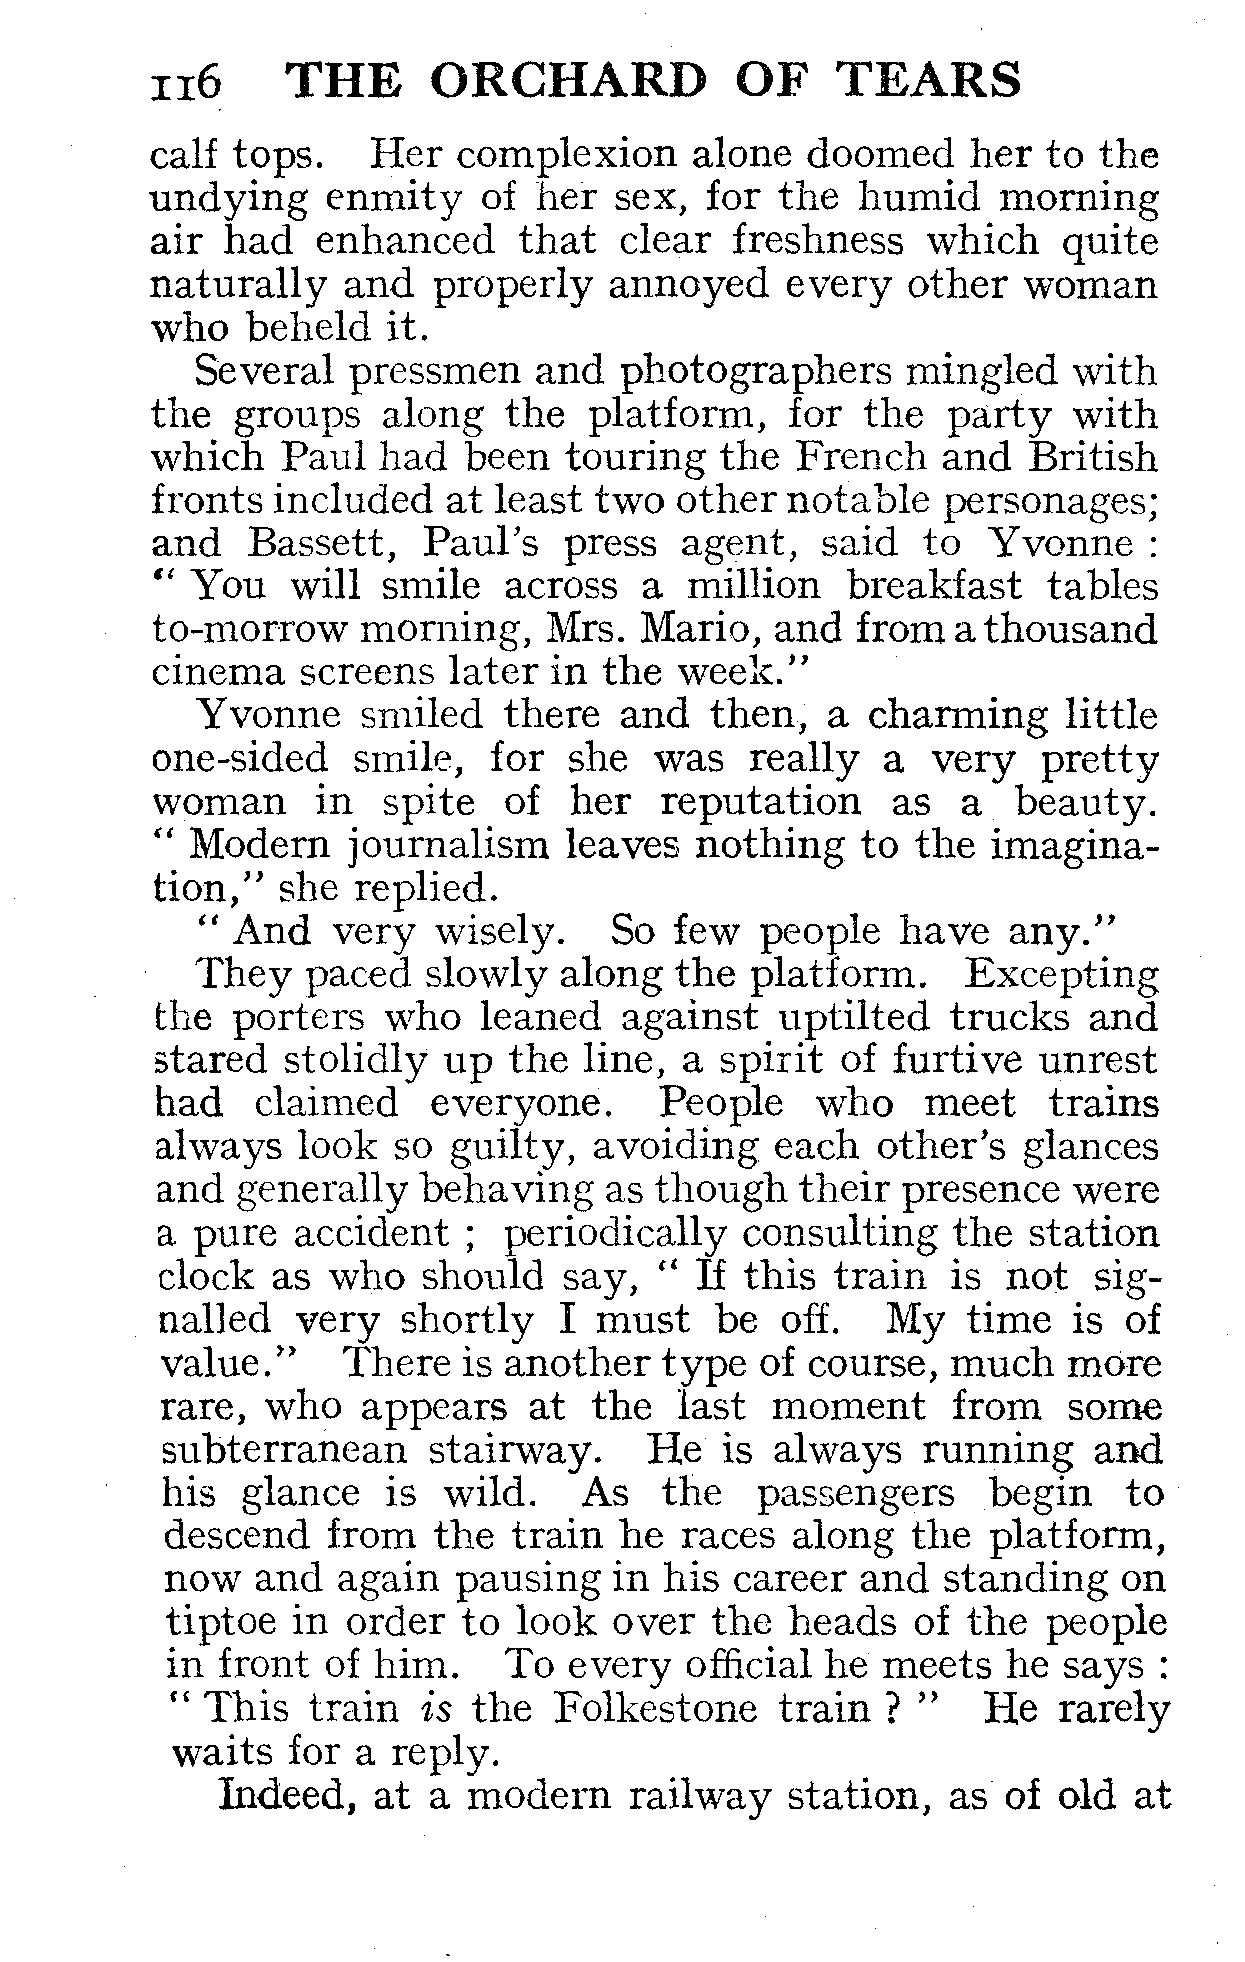 116 THE ORCHARD OF TEARS
calf tops. Her complexion alone doomed her to the
undying enmity of her sex, for the humid morning
air had enhanced that clear freshness which quite
naturally and properly annoyed every other woman
who beheld it.
Several pressmen and photographers mingled with
the groups along the platform, for the party with
which Paul had been touring the French and British
fronts included at least two other notable personages;
and Bassett, Paul's press agent, said to Yvonne :
“ You will smile across a million breakfast tables
to-morrow morning, Mrs. Mario, and from a thousand
cinema screens later in the week.”
Yvonne smiled there and then, a charming little
one-sided smile, for she was really a very pretty
woman in spite of her reputation as a beauty.
“ Modern journalism leaves nothing to the imagina-
tion,” she replied.
“ And very wisely. So few people have any.”
They paced slowly along the platform. Excepting
the porters who leaned against uptilted trucks and
stared stolidly up the line, a spirit of furtive unrest
had claimed everyone. People who meet trains
always look so guilty, avoiding each other's glances
and generally behaving as though their presence were
a pure accident ; periodically consulting the station
clock as who should say, “ If this train is not sig-
nalled very shortly I must be off. My time is of
value.” There is another type of course, much more
rare, who appears at the last moment from some
subterranean stairway. He is always running and
his glance is wild. As the passengers begin to
descend from the train he races along the platform,
now and again pausing in his career and standing on
tiptoe in order to look over the heads of the people
in front of him. To every official he meets he says :
“ This train is the Folkestone train ? ” He rarely
waits for a reply.
Indeed, at a modern railway station, as of old at